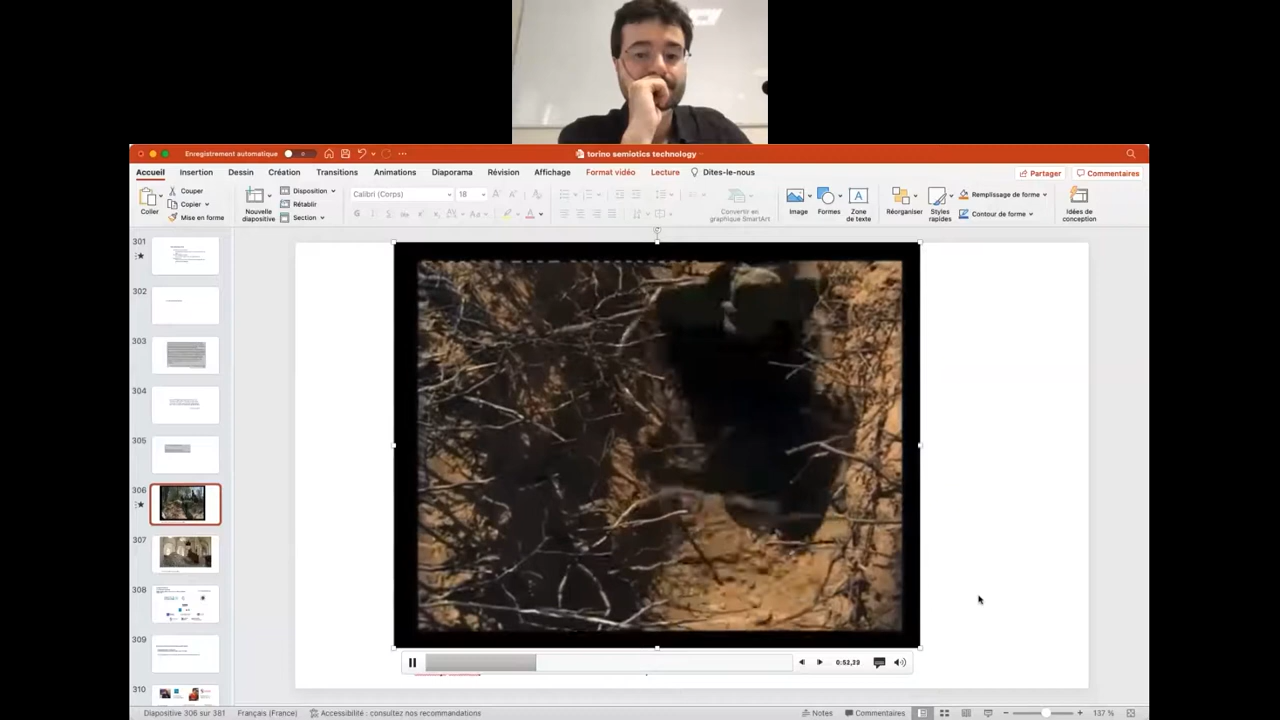 Enregistrement automatique
torino semiotics technology
Accueil Insertion Dessin Création Transitions Animations Diaporama Révision Affichage Format vidéo Lecture Dites-le-nous Partager Commentaires
Coller
Couper
Copier
Mise en forme
Nouvelle
diapositive
Disposition
Rétablir
Section
Calibri (Corps) 18
Convertir en
graphique SmartArt
Image
Formes
Zone
de texte
Réorganiser
Styles
rapides
Remplissage de forme
Contour de forme
Idées de
conception
301
302
303
304
305
306
307
308
309
310
0:52,39
Diapositive 306 sur 381 Français (France) Accessibilité : consultez nos recommandations Notes Commentaires 137 %